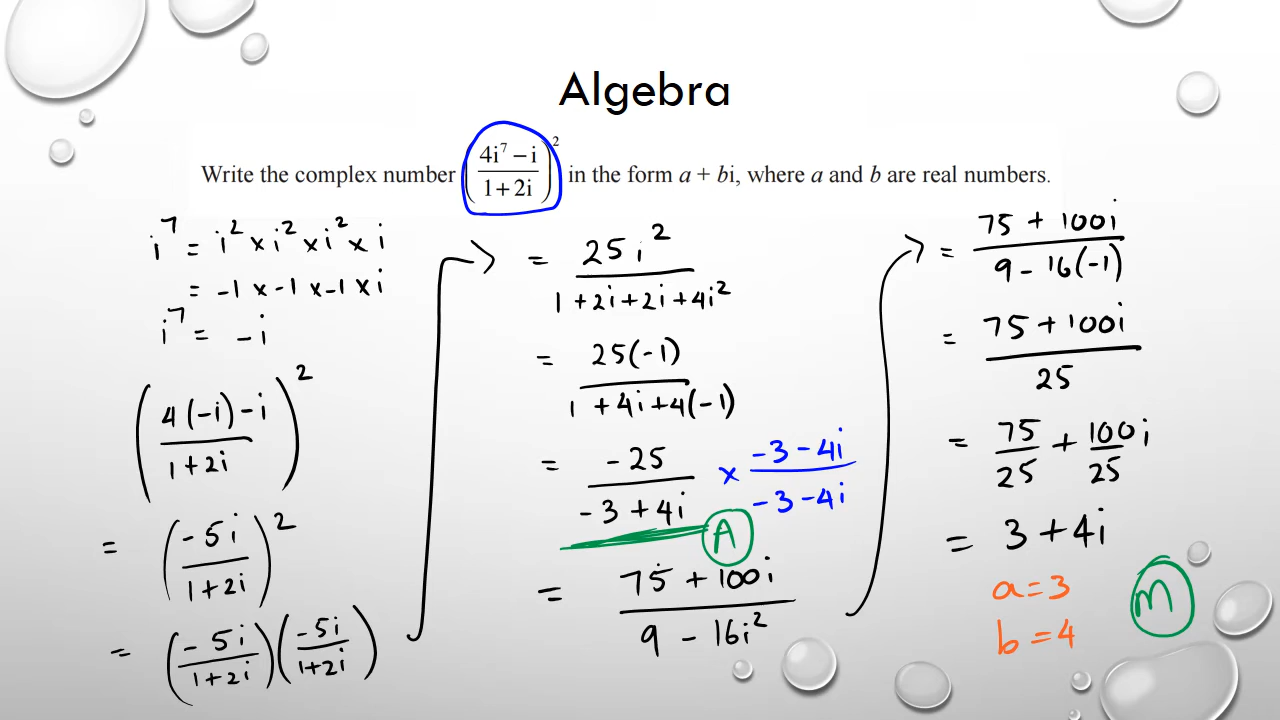 Algebra
Write the complex number ((4i⁷ − i)/(1 + 2i))² in the form a + bi, where a and b are real numbers.
i⁷ = i² × i² × i² × i
= -1 × -1 × -1 × i
i⁷ = -i
((4(-i) - i)/(1 + 2i))²
= ((-5i)/(1 + 2i))²
= ((-5i)/(1 + 2i))((-5i)/(1 + 2i))
= (25i²)/(1 + 2i + 2i + 4i²)
= (25(-1))/(1 + 4i + 4(-1))
= (-25)/(-3 + 4i) × (-3 - 4i)/(-3 - 4i)
A
= (75 + 100i)/(9 - 16i²)
= (75 + 100i)/(9 - 16(-1))
= (75 + 100i)/25
= 75/25 + 100/25 i
= 3 + 4i
a = 3
b = 4
m